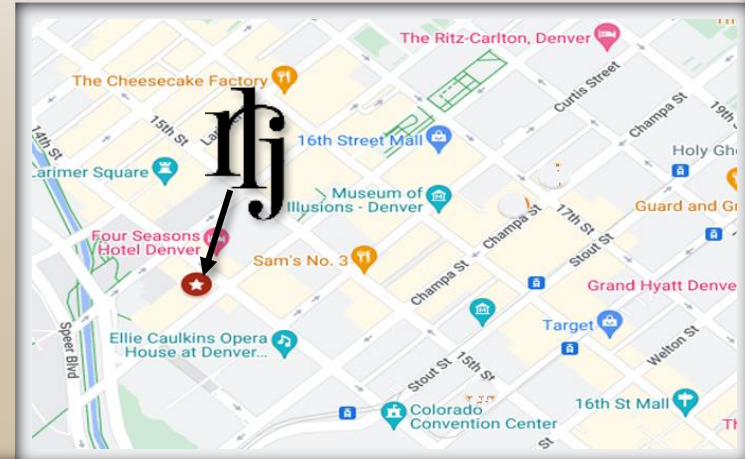 The Ritz-Carlton, Denver
The Cheesecake Factory
Curtis Street
Champa St
19th
14th St
15th St
16th Street Mall
Holy Gh
Larimer Square
Museum of
Illusions - Denver
Guard and Gr
Champa St
17th St
Stout St
Four Seasons
Hotel Denver
Sam's No. 3
Champa St
Grand Hyatt Denve
Speer Blvd
Ellie Caulkins Opera
House at Denver...
Target
Welton St
Stout St
15th St
16th St Mall
Colorado
Convention Center
St